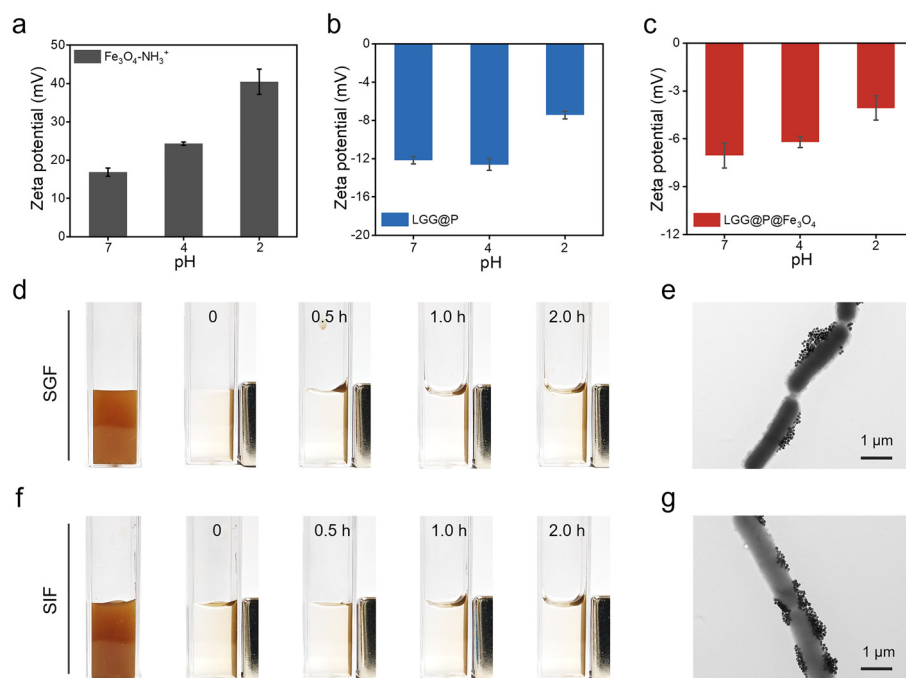 a
b
c
Zeta potential (mV)
50
40
30
20
10
0
Fe₃O₄-NH₃⁺
7
4
2
pH
Zeta potential (mV)
0
-4
-8
-12
-16
-20
LGG@P
7
4
2
pH
Zeta potential (mV)
0
-3
-6
-9
-12
LGG@P@Fe₃O₄
7
4
2
pH
d
SGF
0
0.5 h
1.0 h
2.0 h
e
1 µm
f
SIF
0
0.5 h
1.0 h
2.0 h
g
1 µm